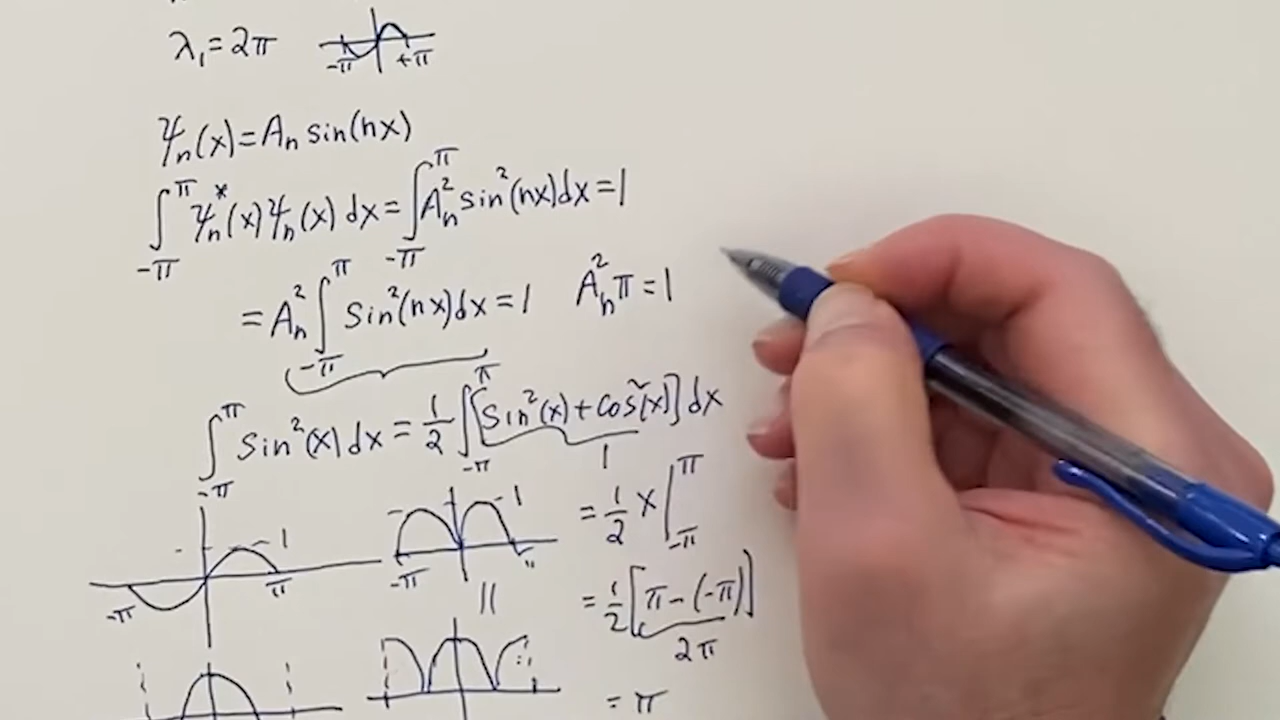 λ₁=2π
-π +π
ψₙ(x)=Aₙ sin(nx)
∫_{-π}^{π} ψₙ*(x)ψₙ(x) dx = ∫_{-π}^{π} Aₙ² sin²(nx)dx = 1
= Aₙ² ∫_{-π}^{π} Sin²(nx)dx = 1 Aₙ²π = 1
∫_{-π}^{π} Sin²(x)dx = 1/2 ∫_{-π}^{π} [Sin²(x) + cos²(x)] dx
1
= 1/2 x |_{-π}^{π}
1 1
-π π -π "
= 1/2 [π - (-π)]
2π
= π